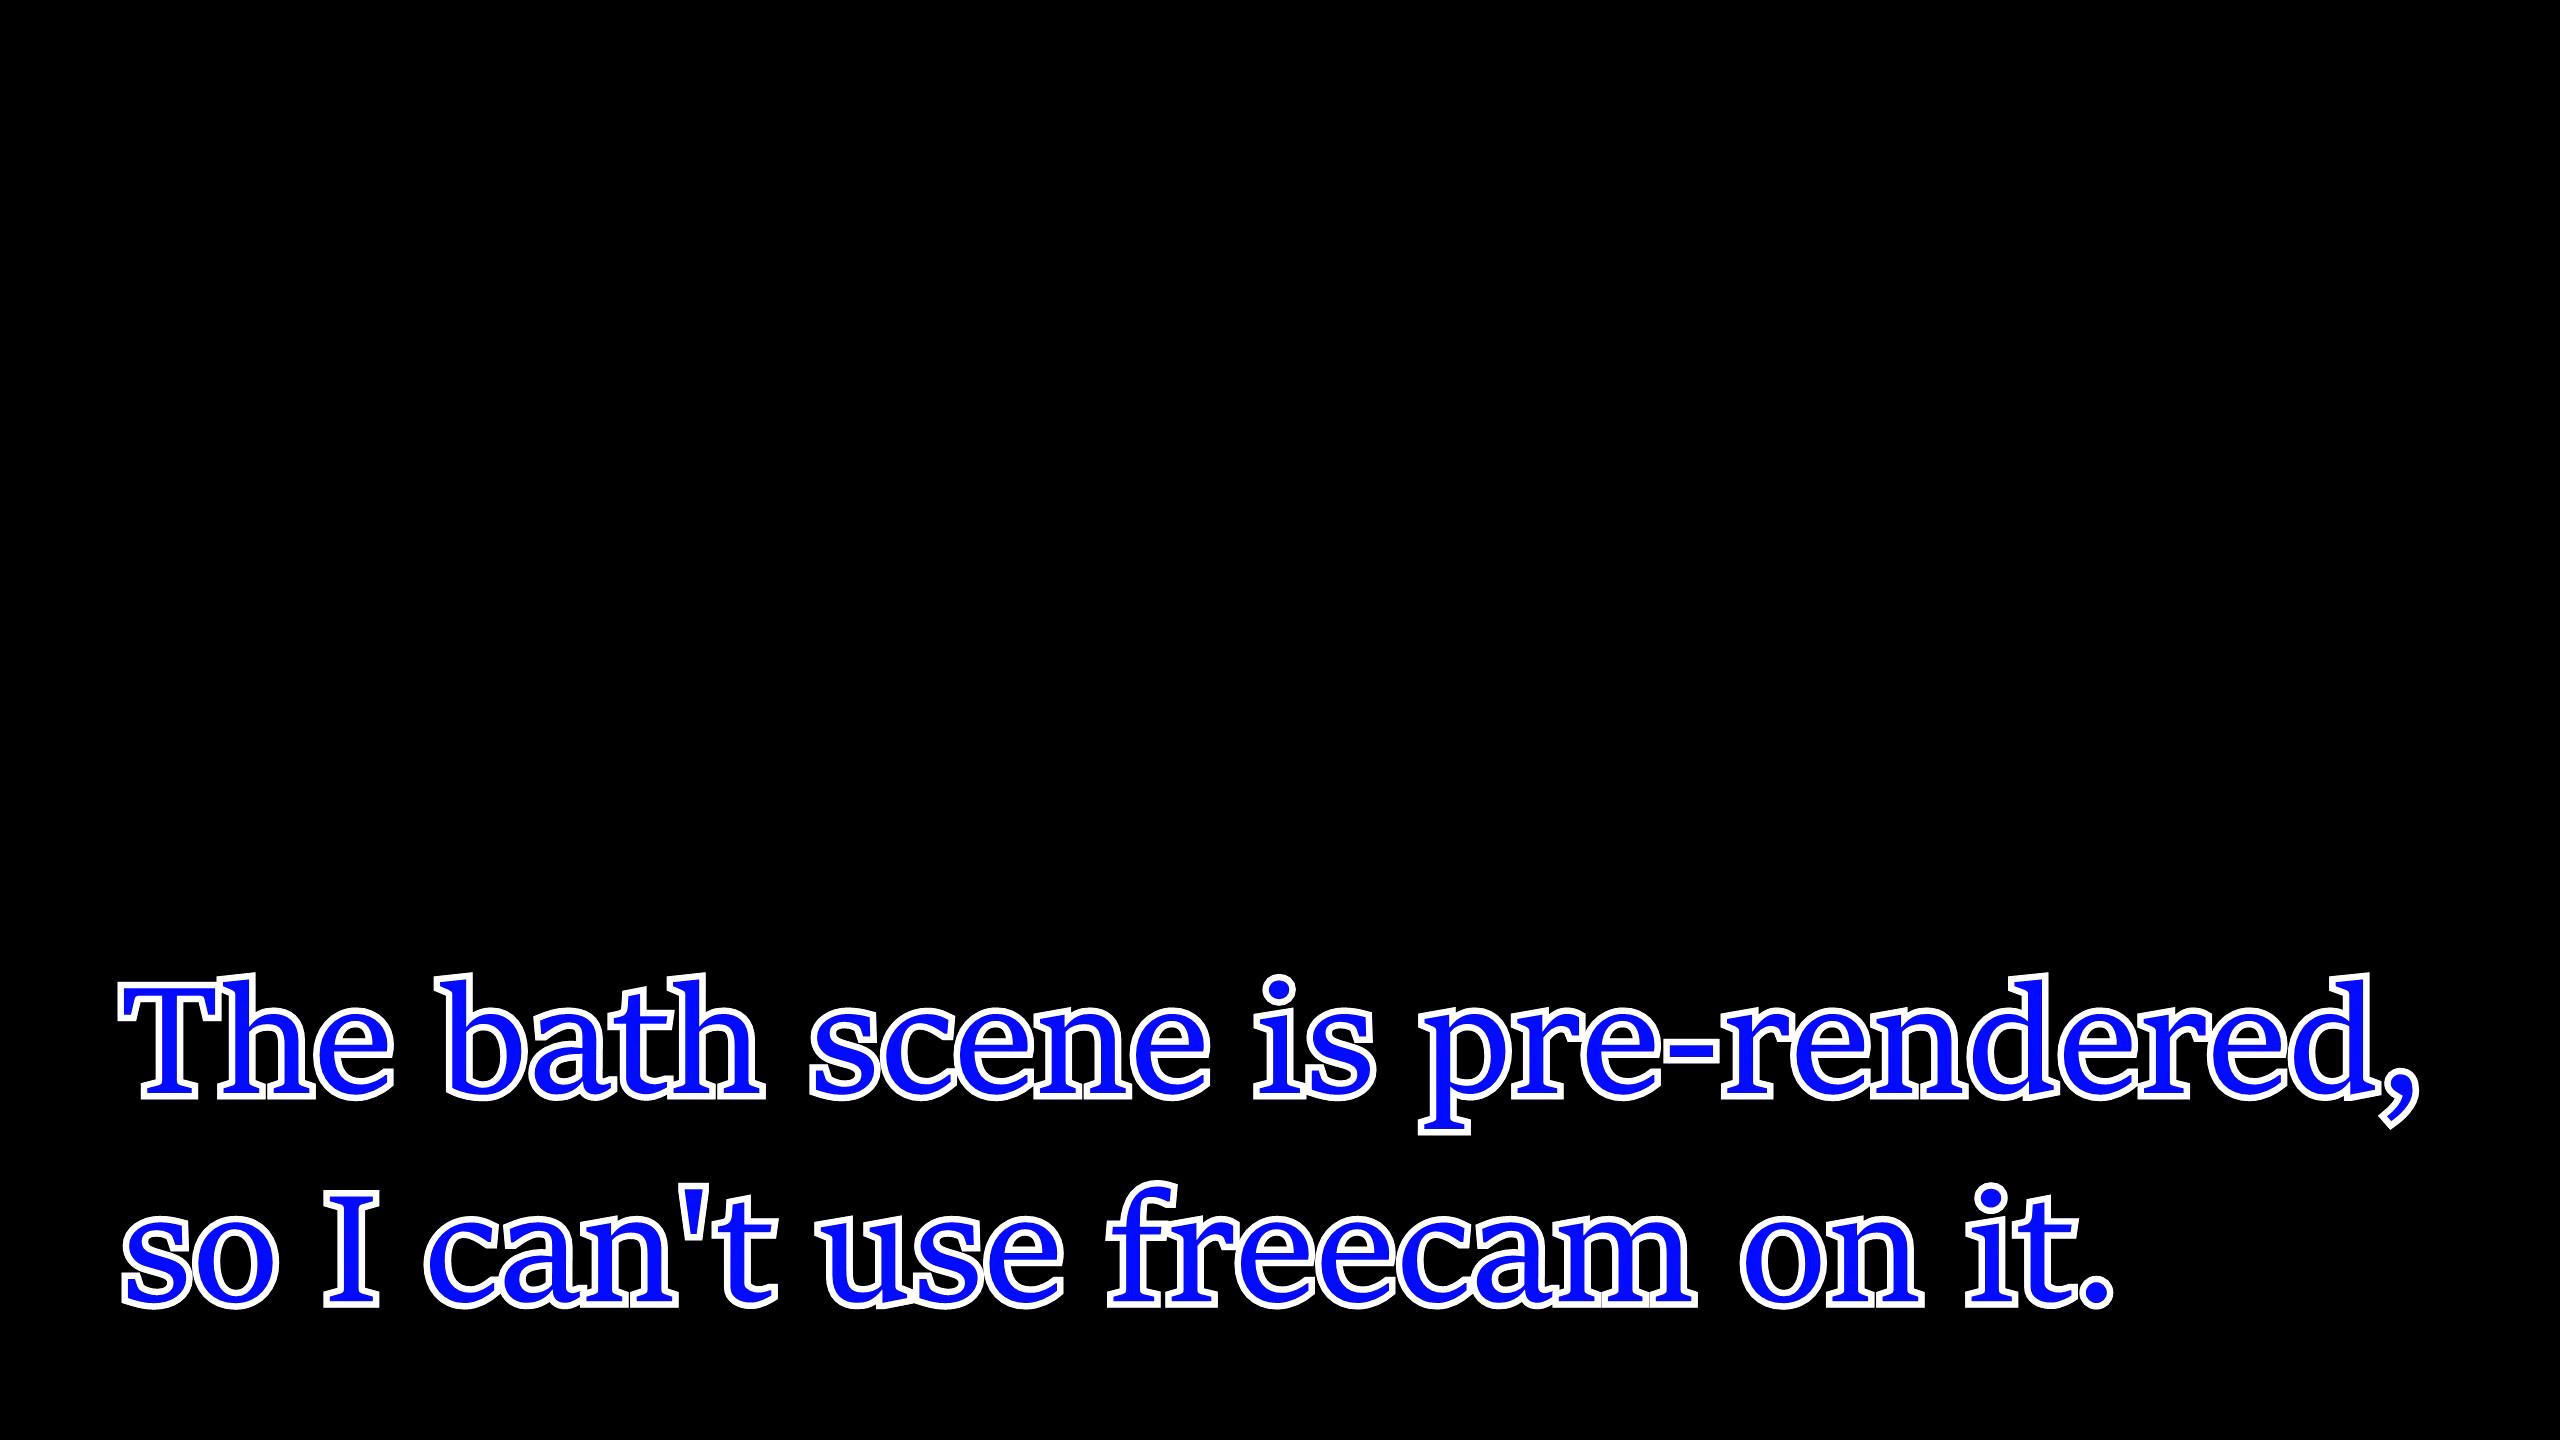 The bath scene is pre-rendered,
so I can't use freecam on it.